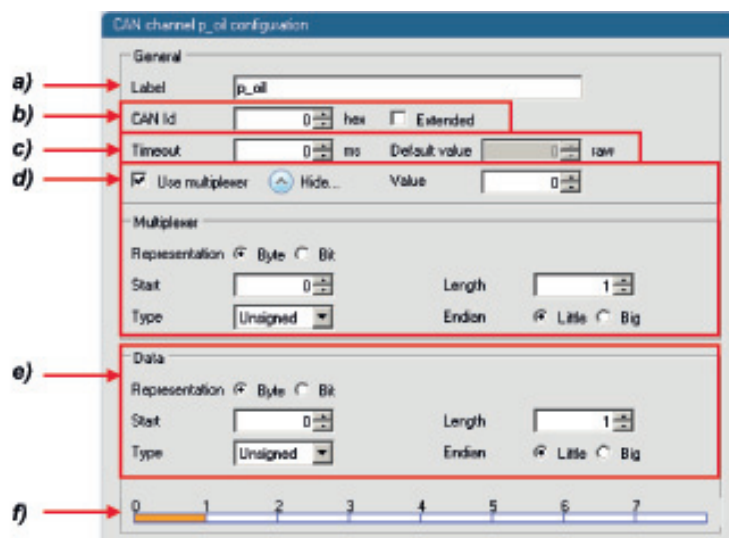 CAN channel p_oil configuration
General
a) Label p_oil
b) CAN Id 0 hex Extended
c) Timeout 0 ms Default value 0 raw
d) Use multiplexer Hide... Value 0
Multiplexer
Representation Byte Bit
Start 0 Length 1
Type Unsigned Endian Little Big
e) Data
Representation Byte Bit
Start 0 Length 1
Type Unsigned Endian Little Big
f) 0 1 2 3 4 5 6 7